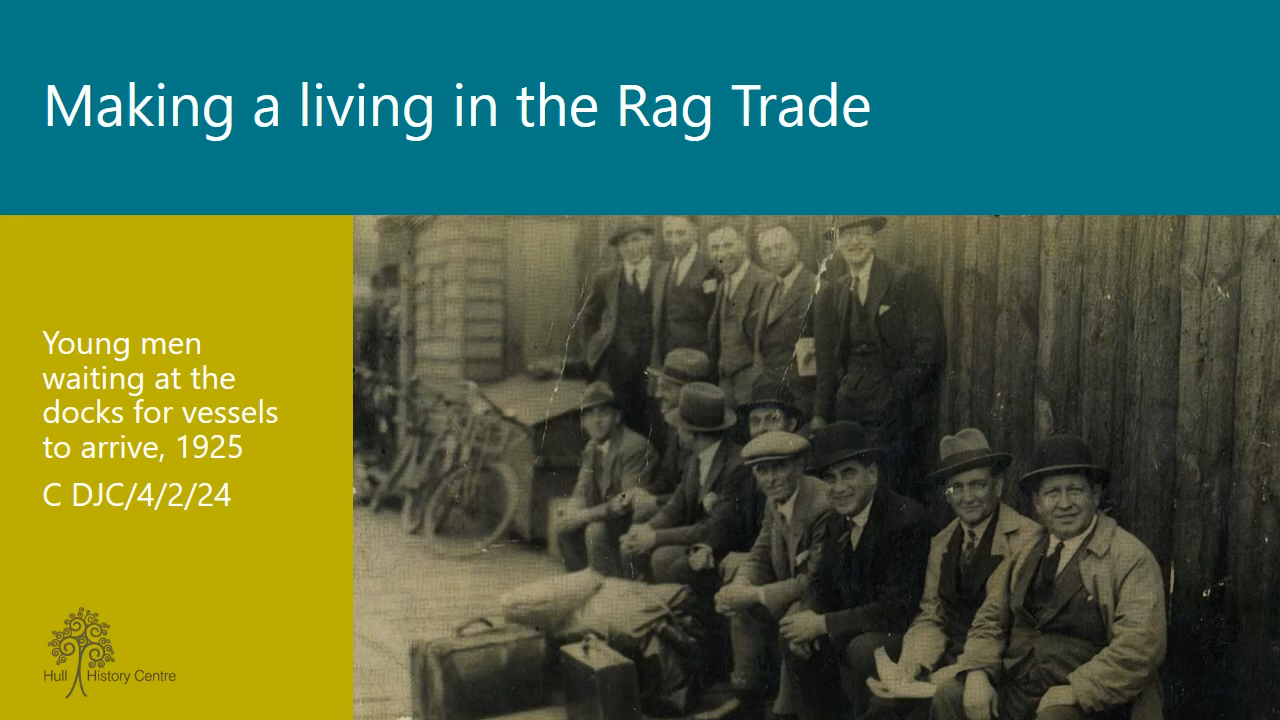 Making a living in the Rag Trade
Young men
waiting at the
docks for vessels
to arrive, 1925
C DJC/4/2/24
Hull History Centre